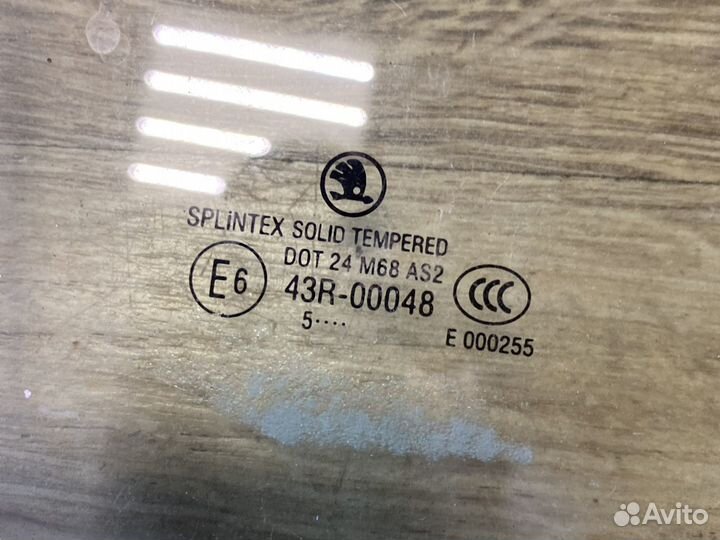 SPLiNTEX SOLID TEMPERED
DOT 24 M68 AS2
E6 43R-00048 CCC
5····
E 000255
Avito